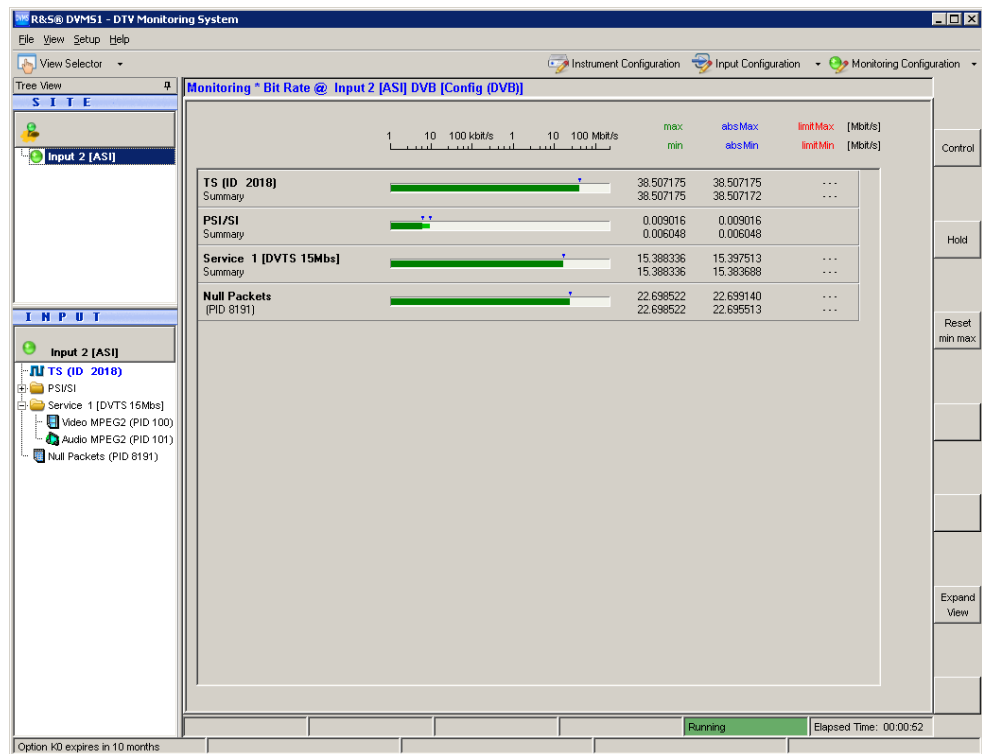 R&S® DVMS1 - DTV Monitoring System
File View Setup Help
View Selector Instrument Configuration Input Configuration Monitoring Configuration
Tree View
SITE
Input 2 [ASI]
INPUT
Input 2 [ASI]
TS (ID 2018)
PSI/SI
Service 1 [DVTS 15Mbs]
Video MPEG2 (PID 100)
Audio MPEG2 (PID 101)
Null Packets (PID 8191)
Monitoring * Bit Rate @ Input 2 [ASI] DVB [Config (DVB)]
1 10 100 kbit/s 1 10 100 Mbit/s max absMax limitMax [Mbit/s]
min absMin limitMin [Mbit/s]
TS (ID 2018) 38.507175 38.507175 ---
Summary 38.507175 38.507172 ---
PSI/SI 0.009016 0.009016 ---
Summary 0.006048 0.006048 ---
Service 1 [DVTS 15Mbs] 15.388336 15.397513 ---
Summary 15.388336 15.383688 ---
Null Packets 22.698522 22.699140 ---
(PID 8191) 22.698522 22.695513 ---
Control
Hold
Reset
min max
Expand
View
Running Elapsed Time: 00:00:52
Option K0 expires in 10 months